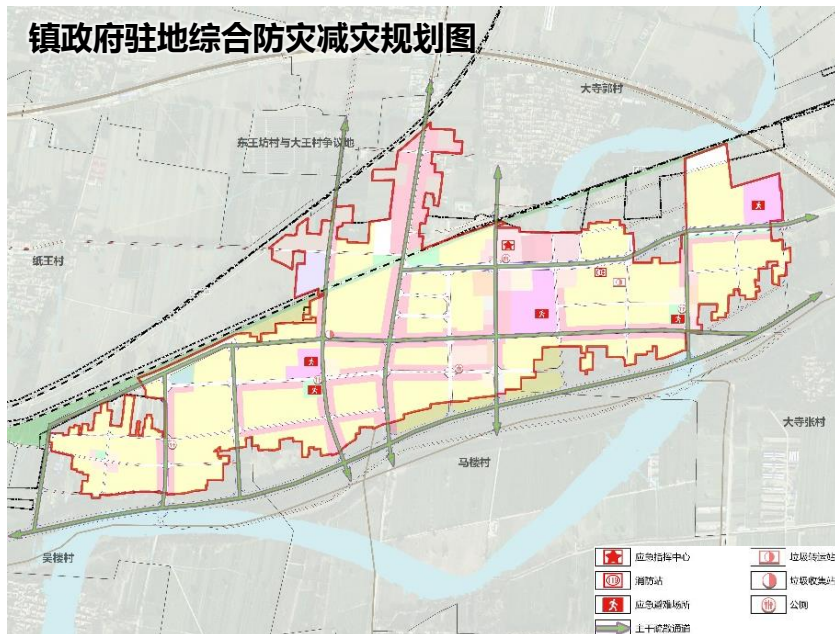 镇政府驻地综合防灾减灾规划图
大寺郭村
东王坊村与大王村争议地
纸王村
大寺张村
马楼村
吴楼村
应急指挥中心
垃圾转运站
消防站
垃圾收集站
应急避难场所
公厕
主干疏散通道